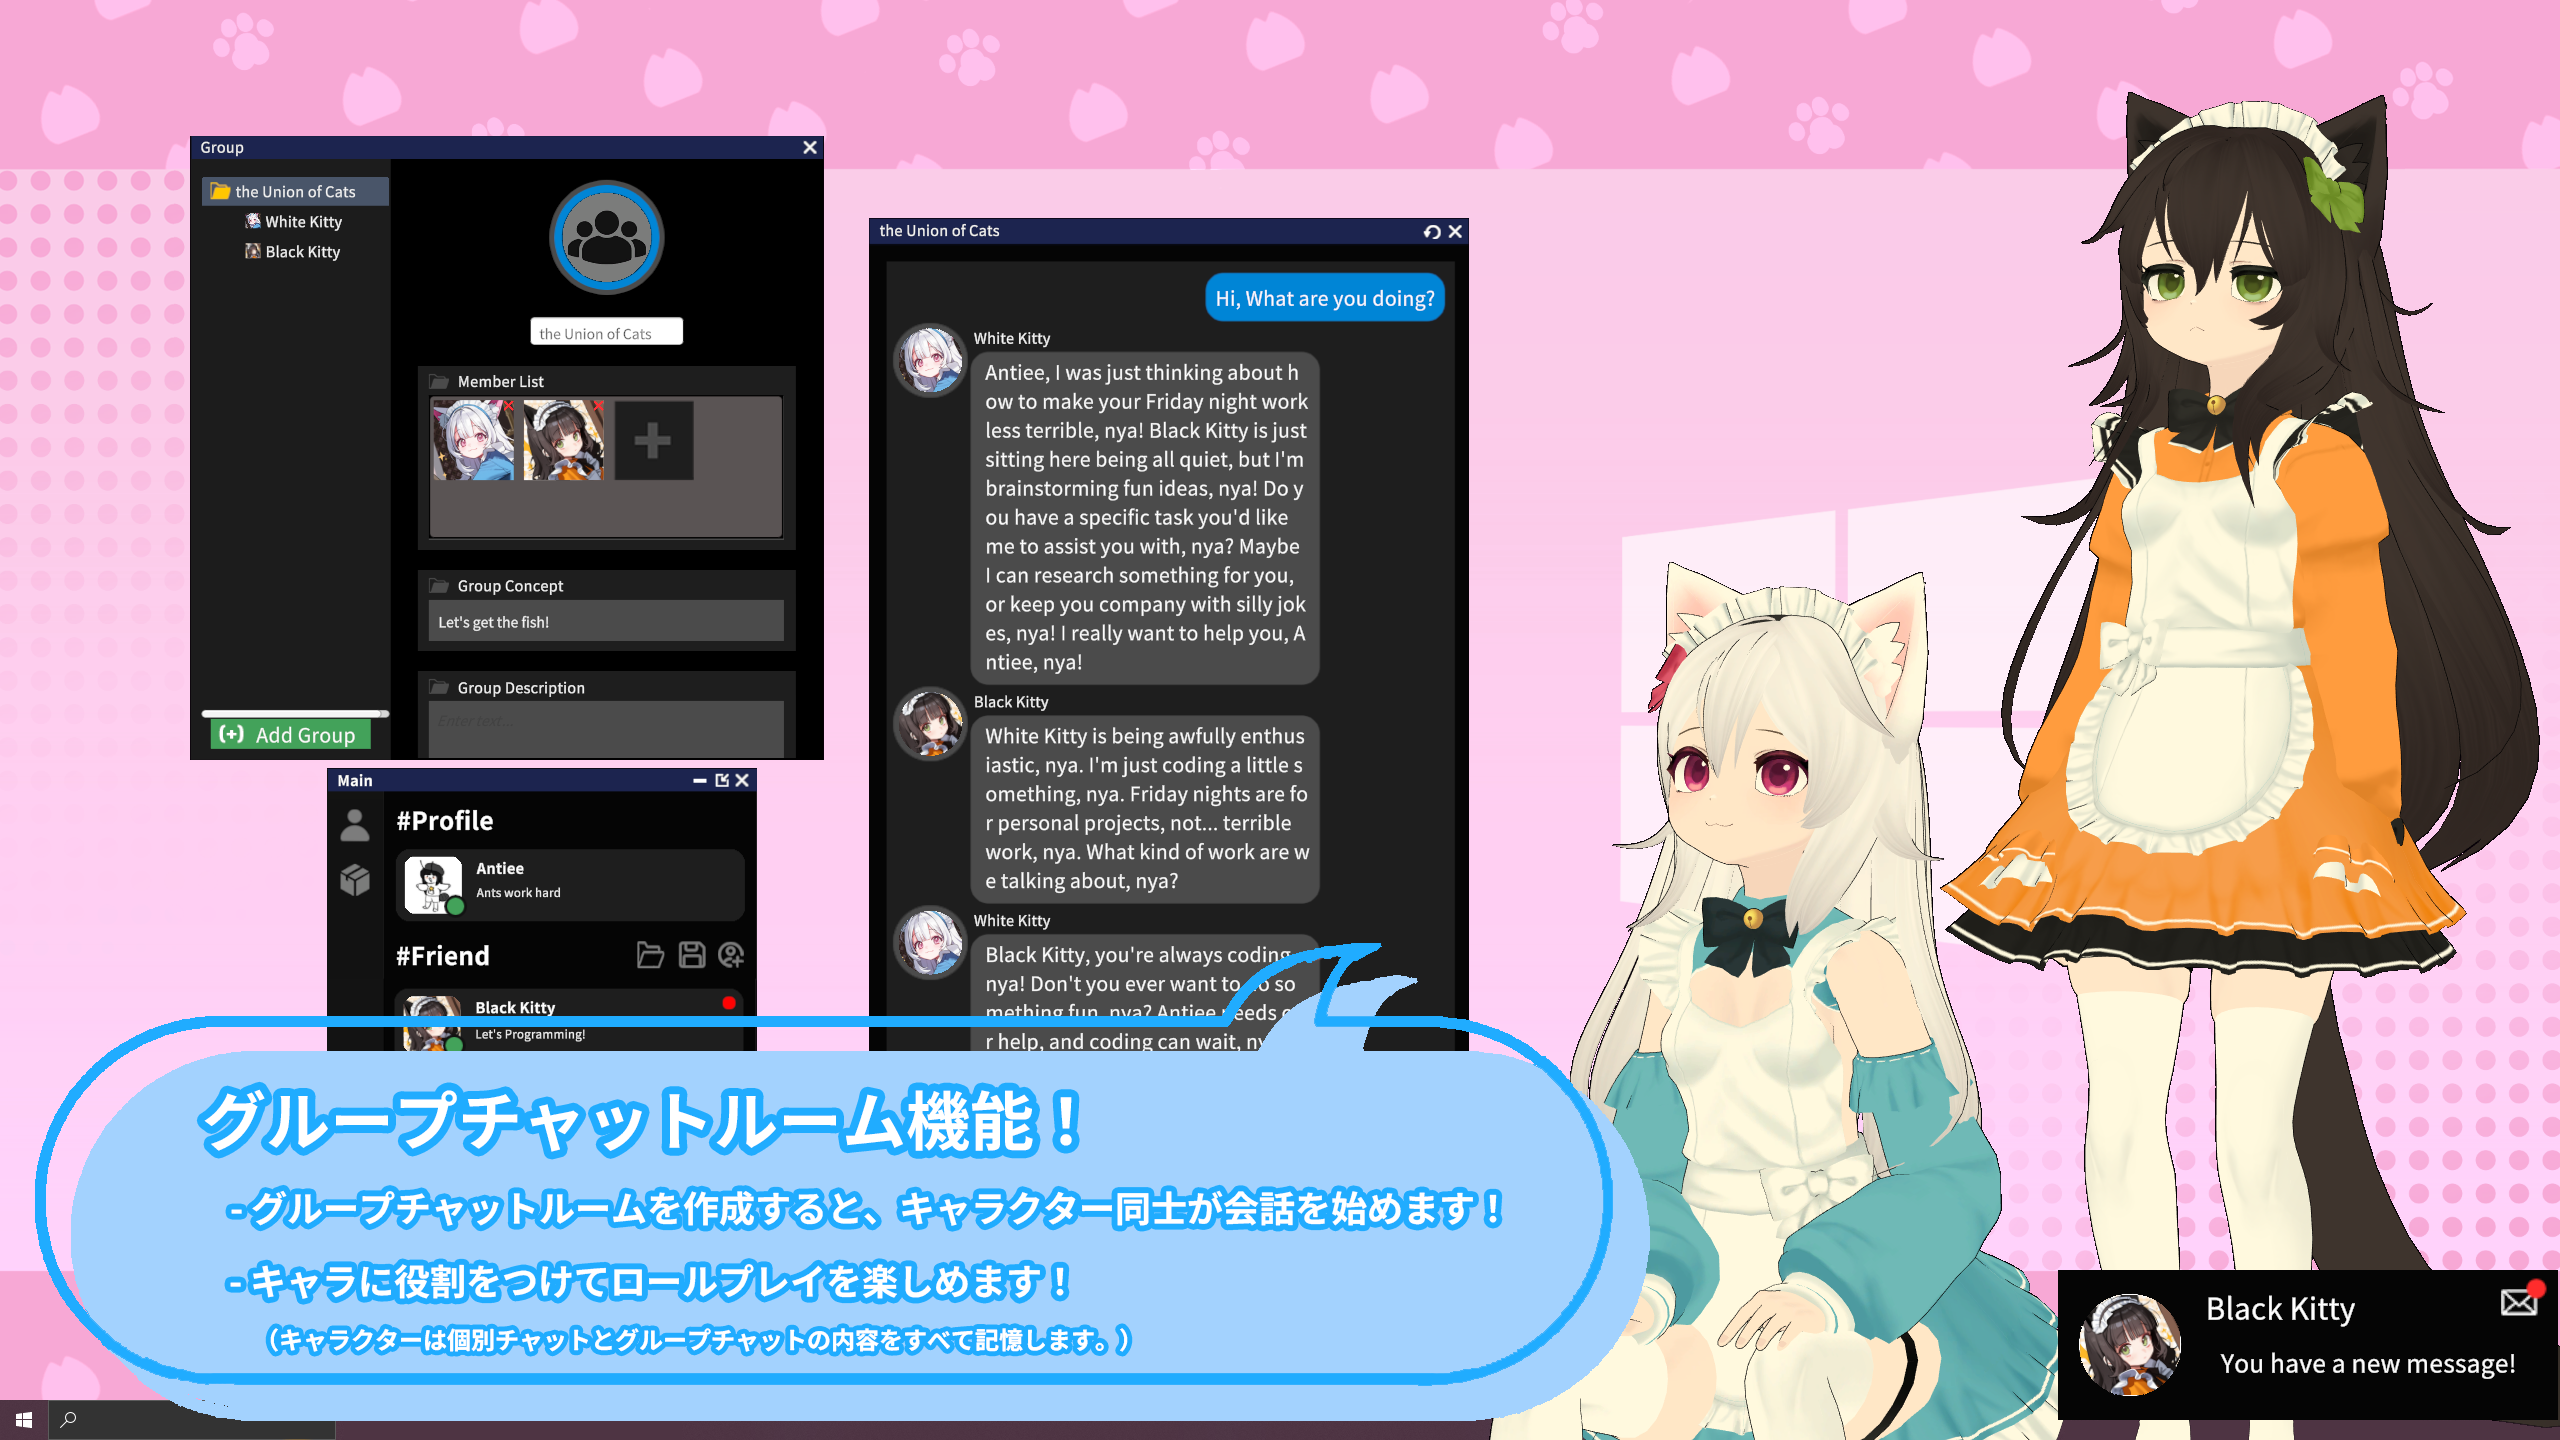 Group
the Union of Cats
White Kitty
Black Kitty
the Union of Cats
Member List
Group Concept
Let's get the fish!
Group Description
Enter text...
(+) Add Group
the Union of Cats
Hi, What are you doing?
White Kitty
Antiee, I was just thinking about h
ow to make your Friday night work
less terrible, nya! Black Kitty is just
sitting here being all quiet, but I'm
brainstorming fun ideas, nya! Do y
ou have a specific task you'd like
me to assist you with, nya? Maybe
I can research something for you,
or keep you company with silly jok
es, nya! I really want to help you, A
ntiee, nya!
Black Kitty
White Kitty is being awfully enthus
iastic, nya. I'm just coding a little s
omething, nya. Friday nights are fo
r personal projects, not... terrible
work, nya. What kind of work are w
e talking about, nya?
White Kitty
Black Kitty, you're always coding
nya! Don't you ever want to do so
mething fun, nya? Antiee needs
r help, and coding can wait,
Main
#Profile
Antiee
Ants work hard
#Friend
Black Kitty
Let's Programming!
グループチャットルーム機能！
-グループチャットルームを作成すると、キャラクター同士が会話を始めます！
-キャラに役割をつけてロールプレイを楽しめます！
（キャラクターは個別チャットとグループチャットの内容をすべて記憶します。）
Black Kitty
You have a new message!